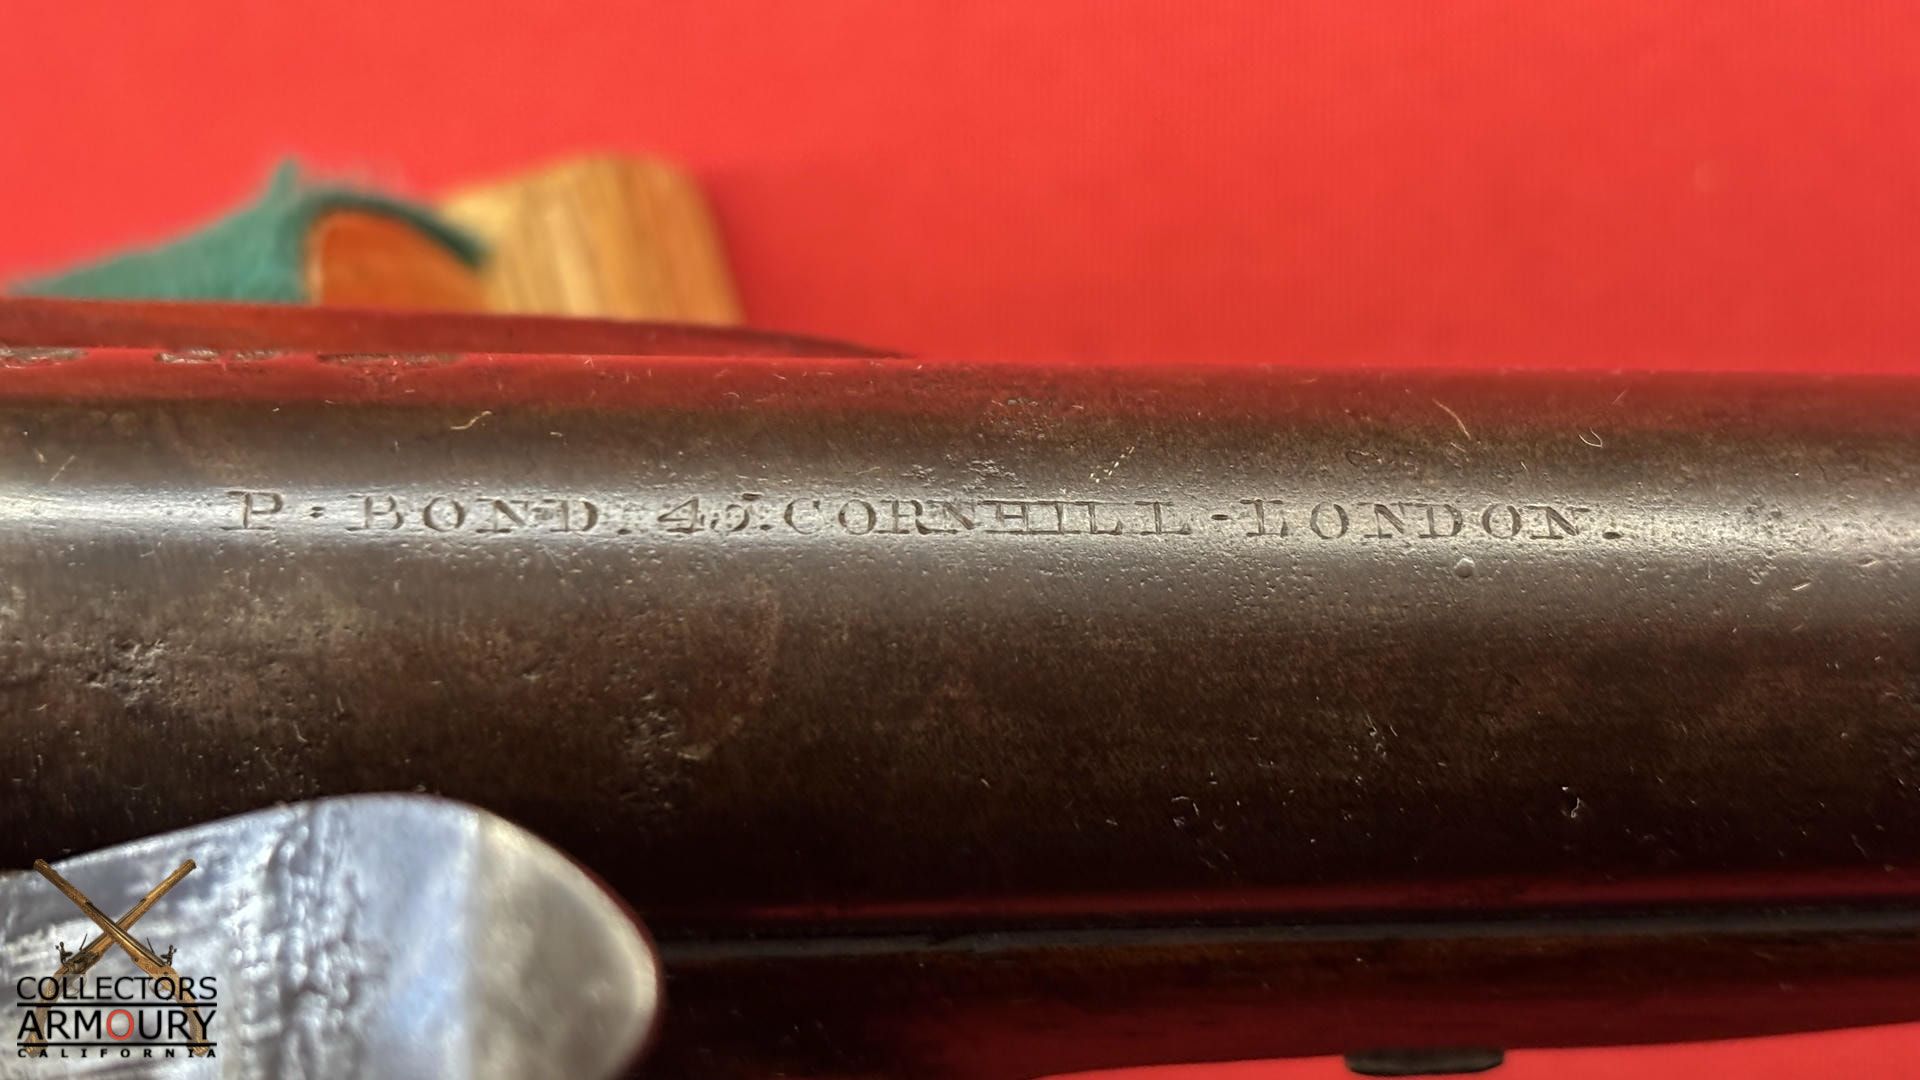 P. BOND. 45. CORNHILL - LONDON.
COLLECTORS
ARMOURY
CALIFORNIA